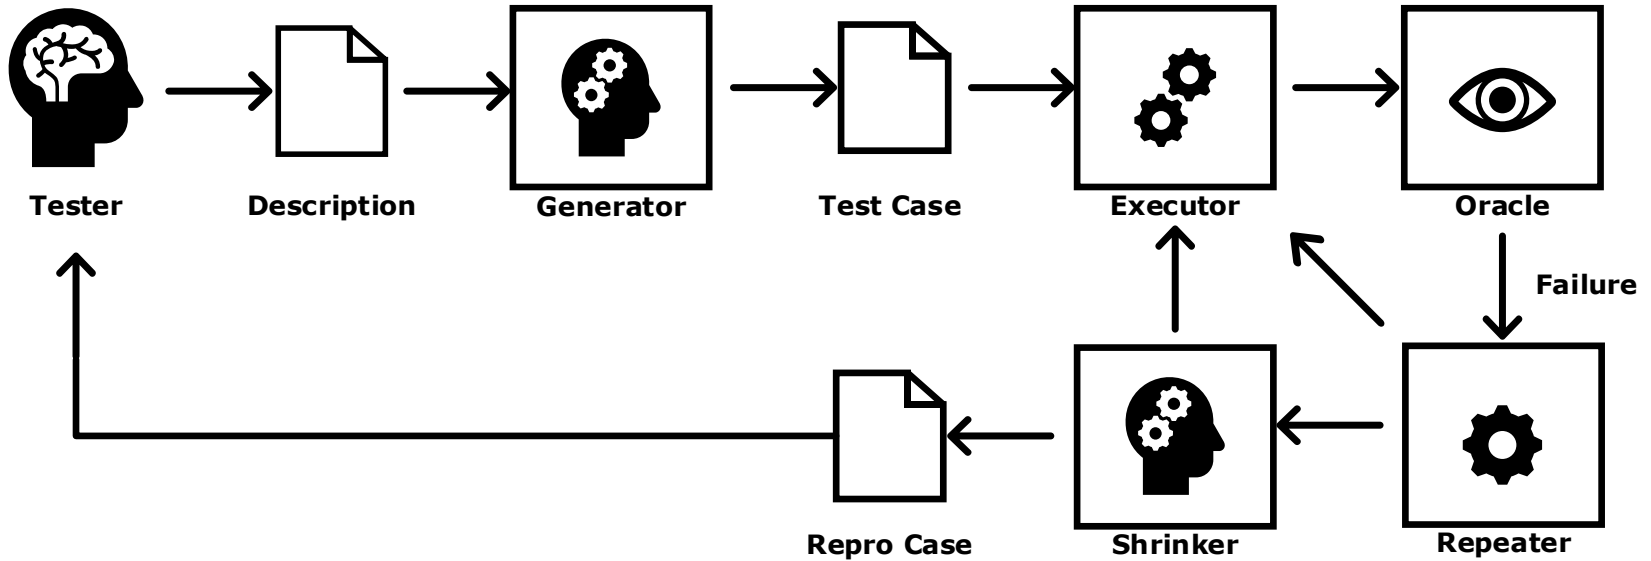 Tester
Description
Generator
Test Case
Executor
Oracle
Failure
Repro Case
Shrinker
Repeater